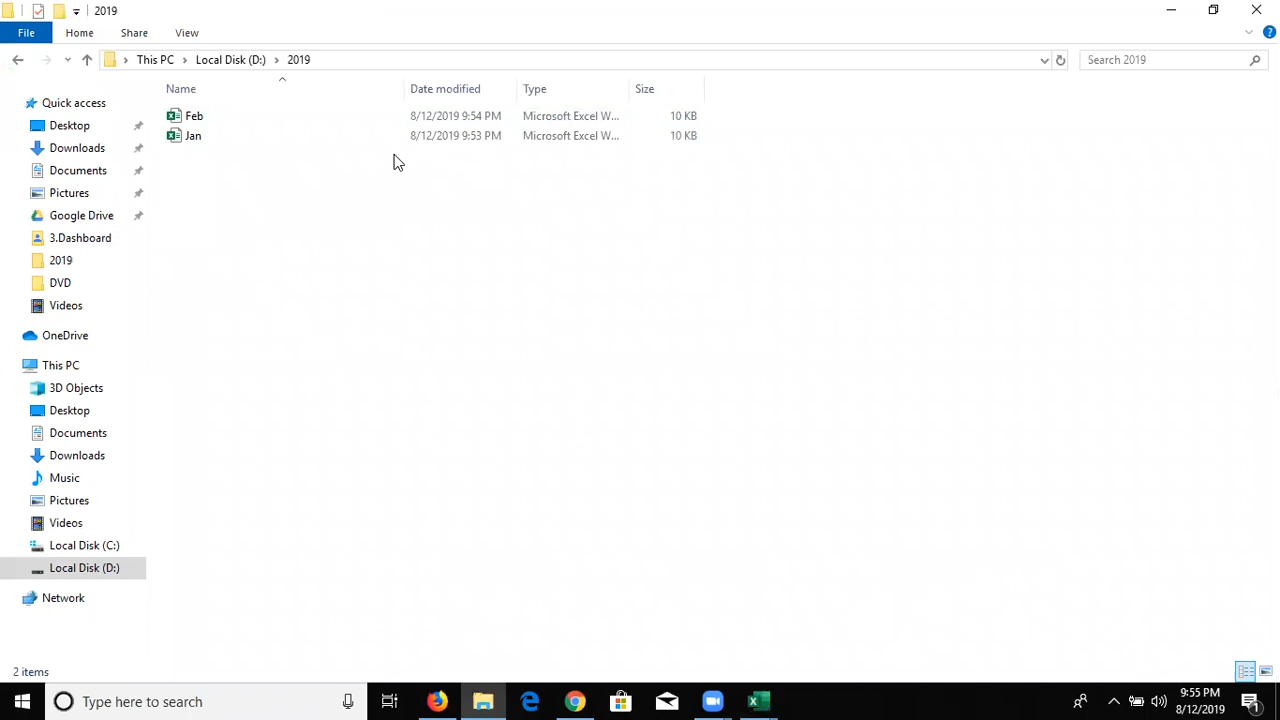 2019
File Home Share View
This PC Local Disk (D:) 2019 Search 2019
Name Date modified Type Size
Feb 8/12/2019 9:54 PM Microsoft Excel W... 10 KB
Jan 8/12/2019 9:53 PM Microsoft Excel W... 10 KB
Quick access
Desktop
Downloads
Documents
Pictures
Google Drive
3.Dashboard
2019
DVD
Videos
OneDrive
This PC
3D Objects
Desktop
Documents
Downloads
Music
Pictures
Videos
Local Disk (C:)
Local Disk (D:)
Network
2 items
Type here to search 9:55 PM
8/12/2019 1